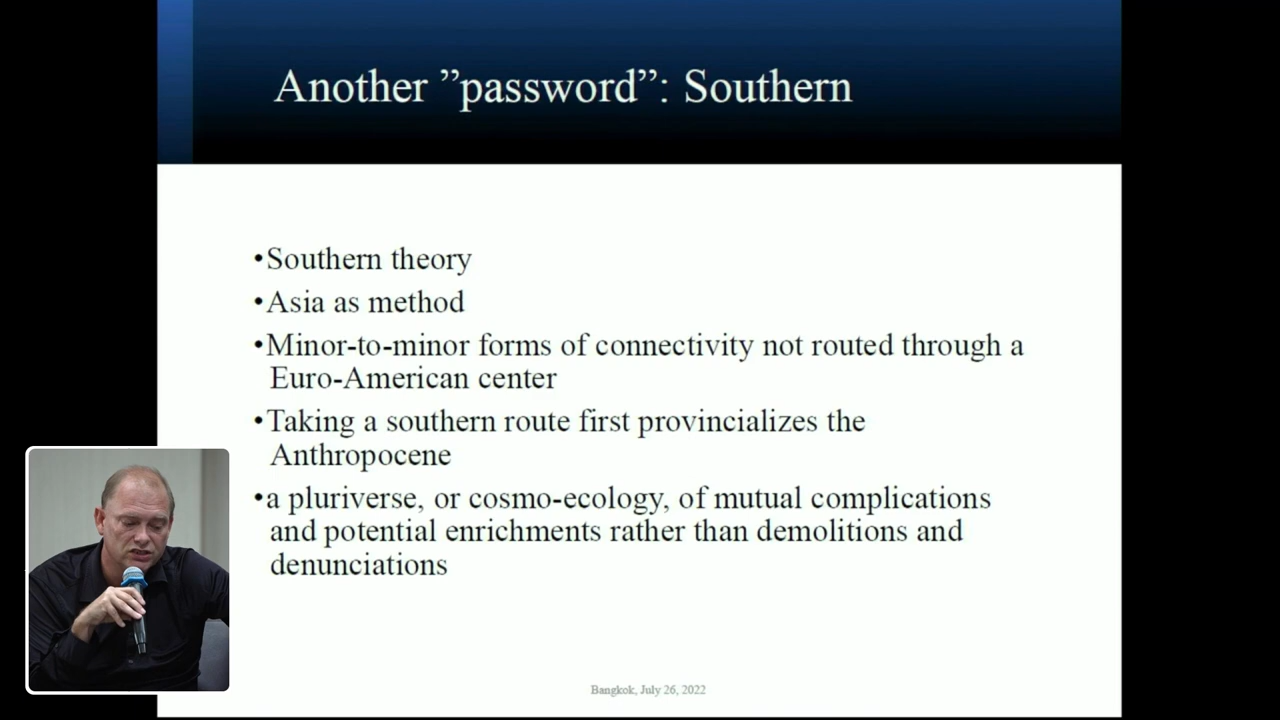 Another ”password”: Southern
•Southern theory
•Asia as method
•Minor-to-minor forms of connectivity not routed through a
Euro-American center
•Taking a southern route first provincializes the
Anthropocene
•a pluriverse, or cosmo-ecology, of mutual complications
and potential enrichments rather than demolitions and
denunciations
Bangkok, July 26, 2022